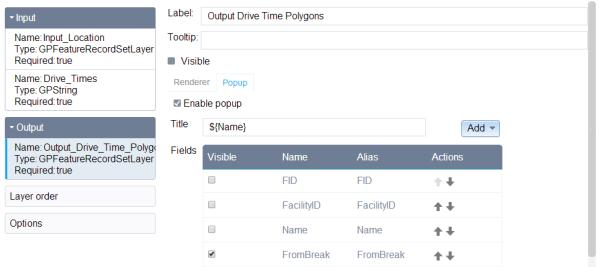 Input
Name: Input_Location
Type: GPFeatureRecordSetLayer
Required: true
Name: Drive_Times
Type: GPString
Required: true
Output
Name: Output_Drive_Time_Polygo
Type: GPFeatureRecordSetLayer
Required: true
Layer order
Options
Label: Output Drive Time Polygons
Tooltip:
Visible
Renderer Popup
Enable popup
Title ${Name} Add
Fields Visible Name Alias Actions
FID FID
FacilityID FacilityID
Name Name
FromBreak FromBreak